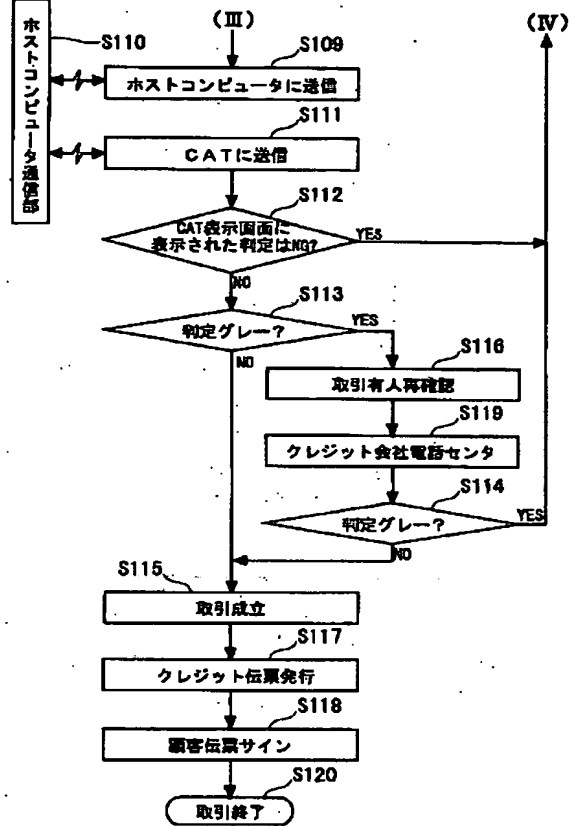 (Ⅲ)
(Ⅳ)
ホストコンピュータ通信部
S110
S109
ホストコンピュータに送信
S111
CATに送信
S112
CAT表示画面に
表示された判定はNG?
YES
NO
S113
判定グレー?
YES
NO
S116
取引有人再確認
S119
クレジット会社電話センタ
S114
判定グレー?
YES
NO
S115
取引成立
S117
クレジット伝票発行
S118
顧客伝票サイン
S120
取引終了